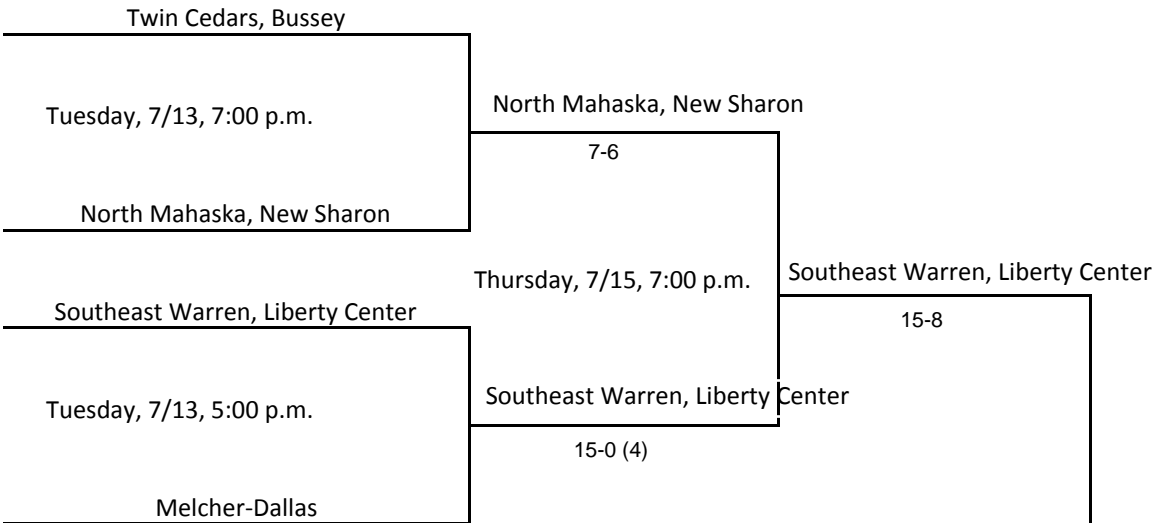 Twin Cedars, Bussey
Tuesday, 7/13, 7:00 p.m.
North Mahaska, New Sharon
7-6
North Mahaska, New Sharon
Thursday, 7/15, 7:00 p.m.
Southeast Warren, Liberty Center
15-8
Southeast Warren, Liberty Center
Tuesday, 7/13, 5:00 p.m.
Southeast Warren, Liberty Center
15-0 (4)
Melcher-Dallas